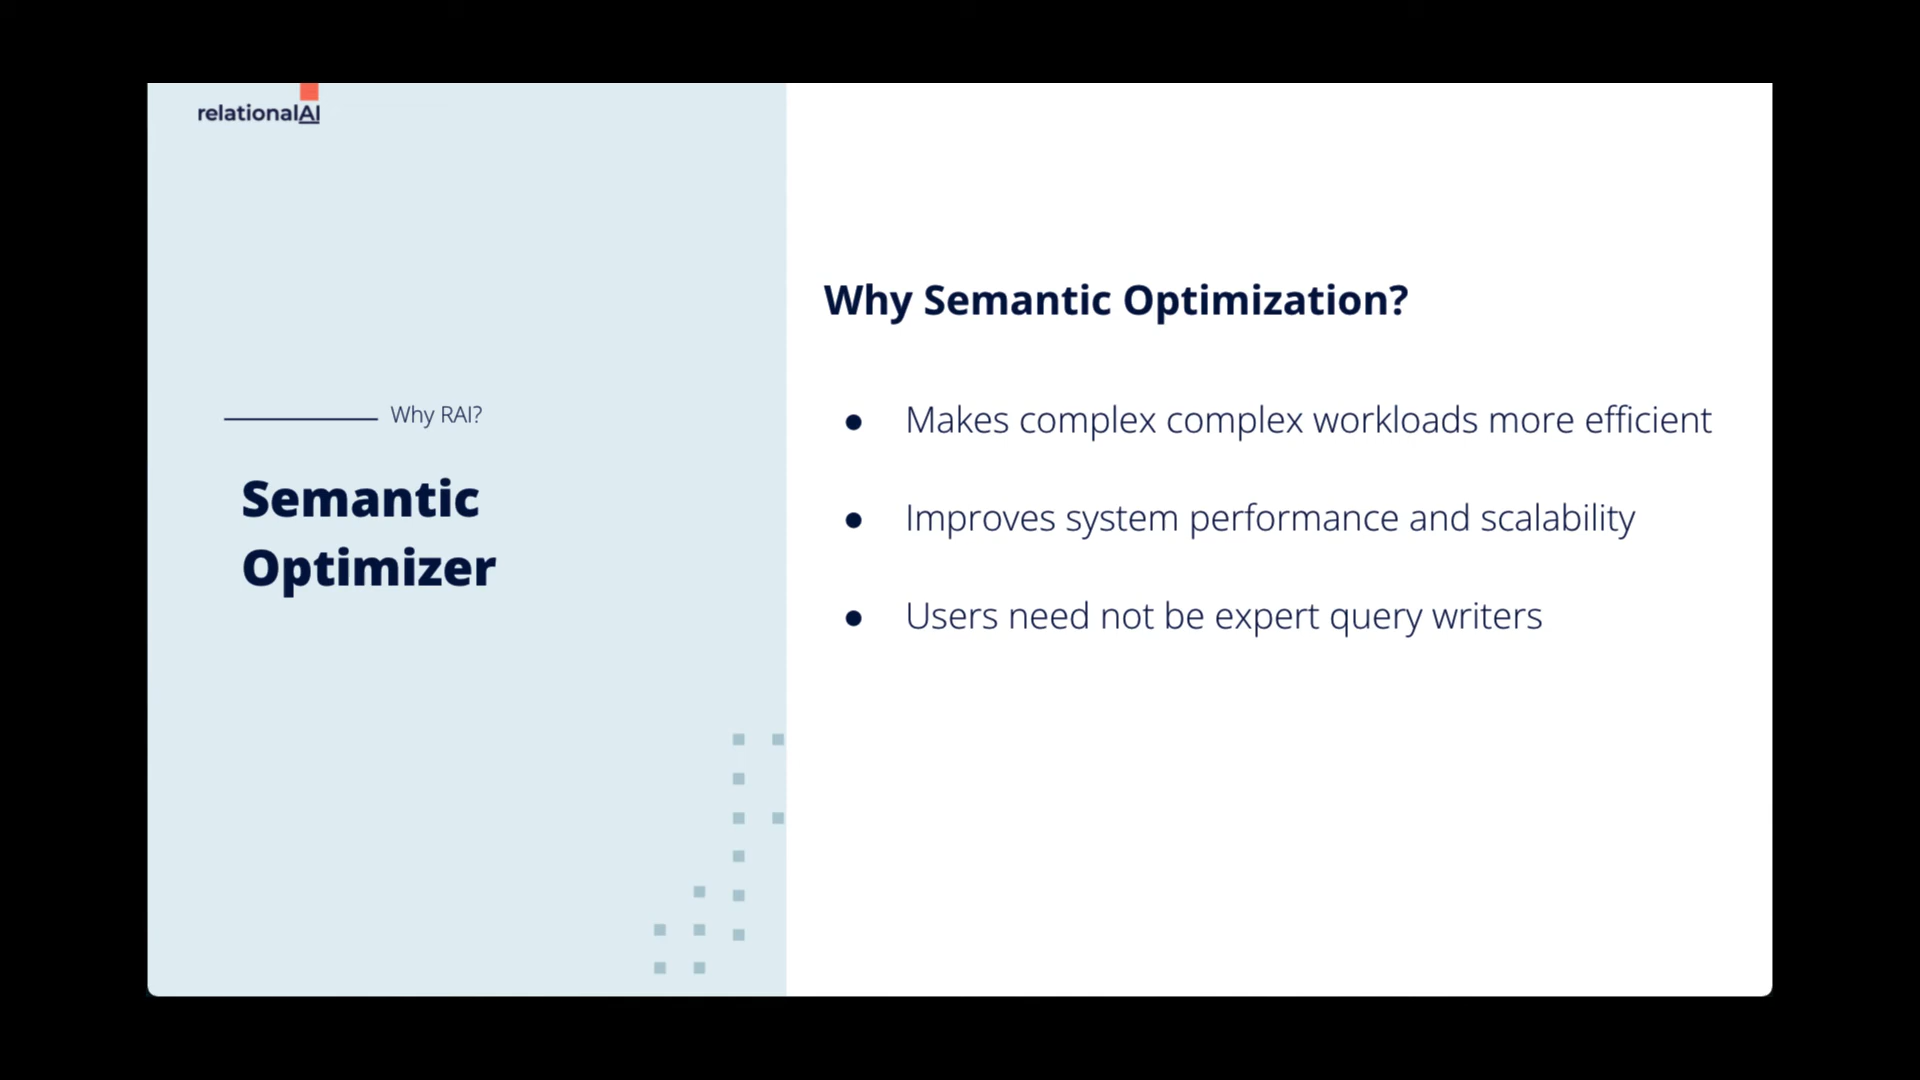 relationalAI
Why RAI?
Semantic
Optimizer
Why Semantic Optimization?
● Makes complex complex workloads more efficient
● Improves system performance and scalability
● Users need not be expert query writers